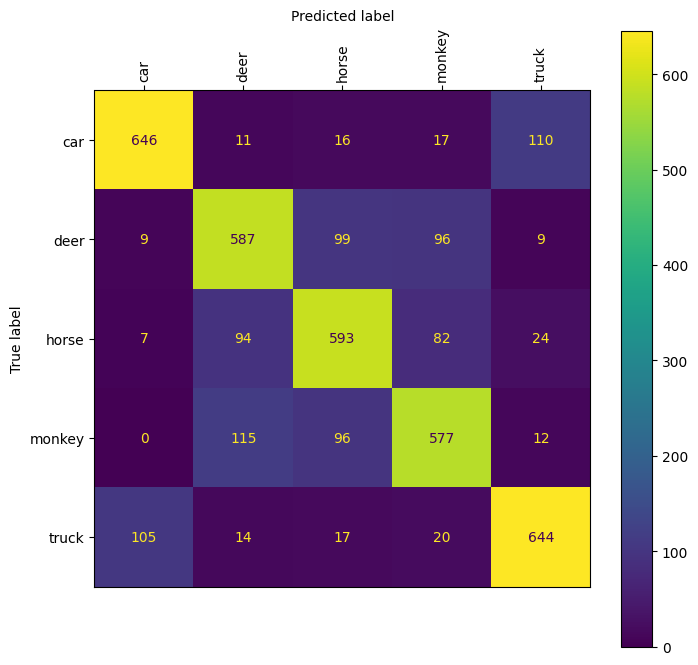 Predicted label
car deer horse monkey truck
car 646 11 16 17 110
deer 9 587 99 96 9
horse 7 94 593 82 24
monkey 0 115 96 577 12
truck 105 14 17 20 644
True label
600
500
400
300
200
100
0